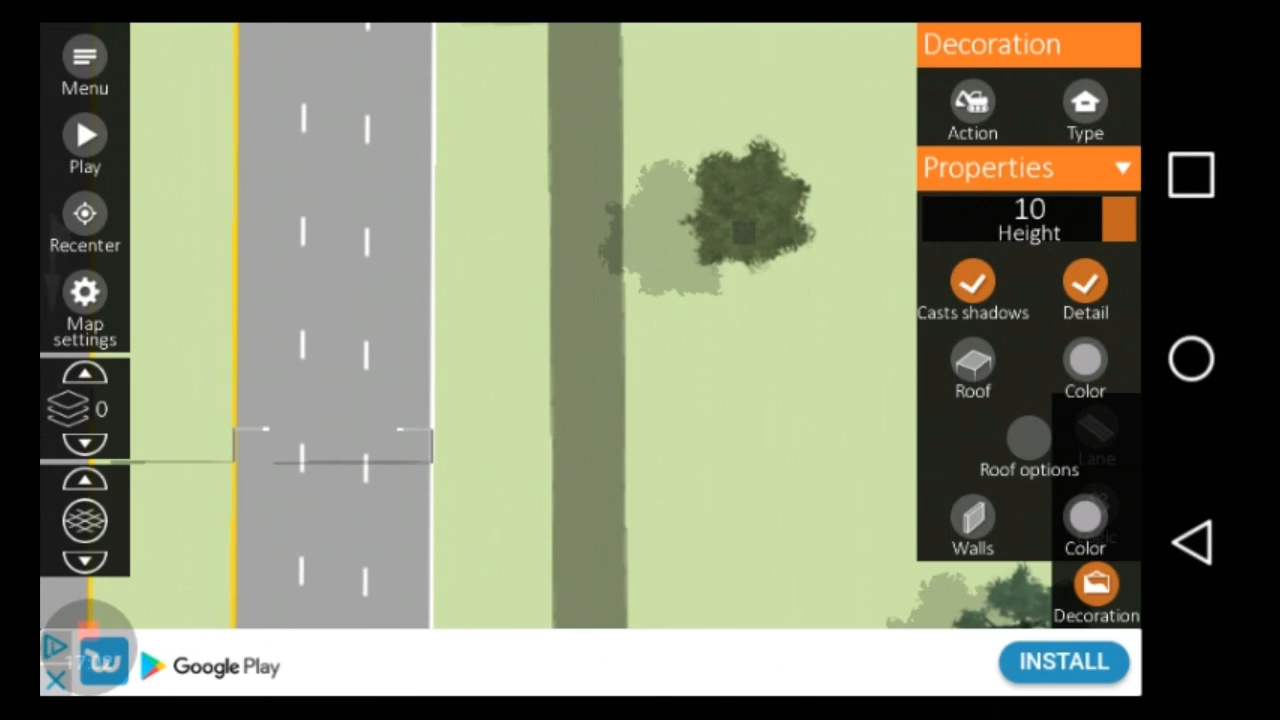 Menu
Play
Recenter
Map
settings
0
Decoration
Action
Type
Properties
10
Height
Casts shadows
Detail
Roof
Color
Roof options
Lane
Walls
Color
Decoration
Google Play
INSTALL